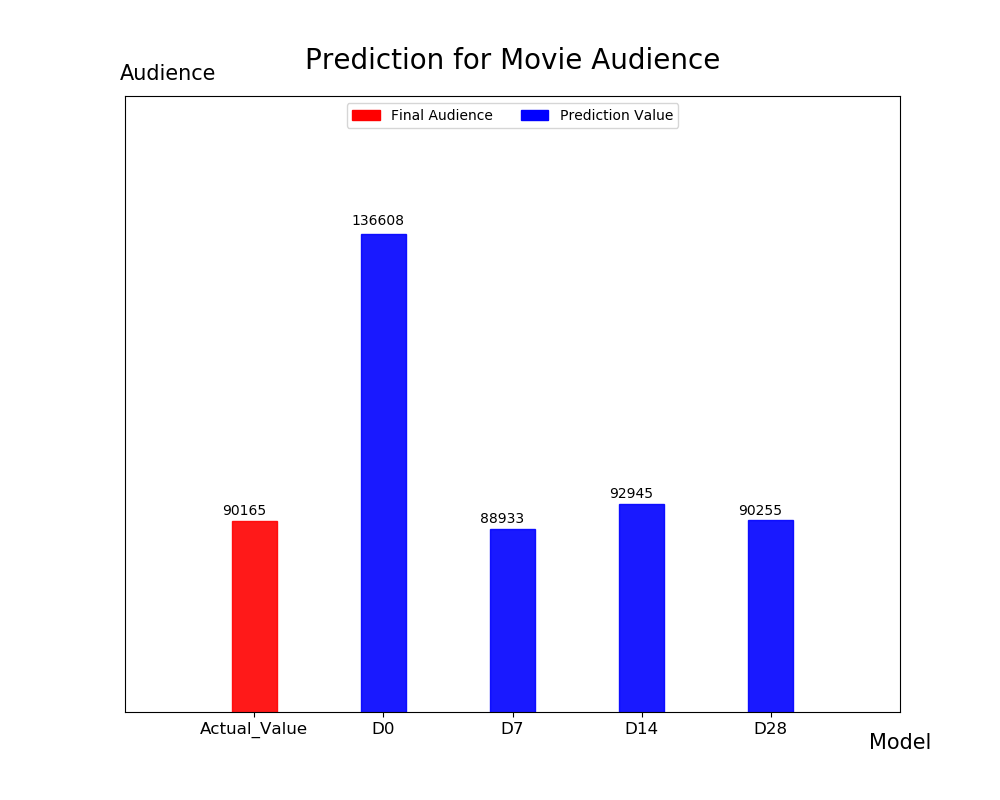 Prediction for Movie Audience
Audience
Final Audience
Prediction Value
136608
90165
88933
92945
90255
Actual_Value
D0
D7
D14
D28
Model